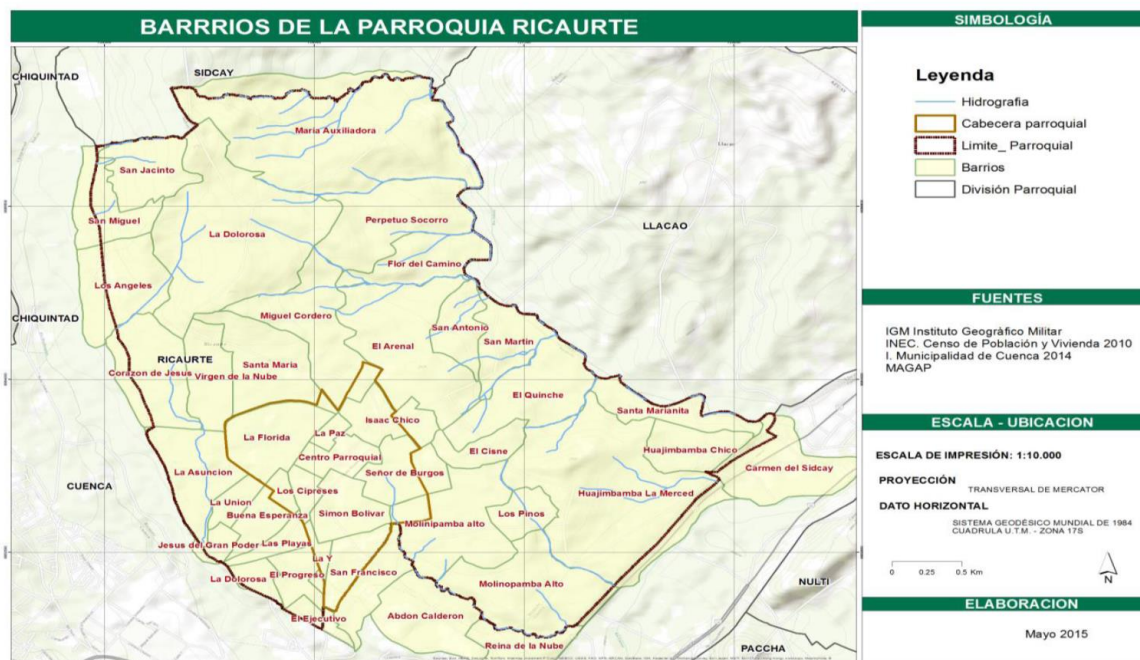 BARRRIOS DE LA PARROQUIA RICAURTE
CHIQUINTAD
SIDCAY
Maria Auxiliadora
San Jacinto
San Miguel
Perpetuo Socorro
La Dolorosa
LLACAO
Flor del Camino
Los Angeles
CHIQUINTAD
Miguel Cordero
San Antonio
San Martin
El Arenal
RICAURTE
Santa Maria
Corazon de Jesus
Virgen de la Nube
El Quinche
Santa Marianita
Isaac Chico
La Paz
La Florida
El Cisne
Huajimbamba Chico
Centro Parroquial
Carmen del Sidcay
La Asuncion
Señor de Burgos
CUENCA
Los Cipreses
Huajimbamba La Merced
La Union
Buena Esperanza
Simon Bolivar
Los Pinos
Molinipamba alto
Jesus del Gran Poder
Las Playas
La Y
La Dolorosa
El Progreso
San Francisco
Molinopamba Alto
NULTI
El Ejecutivo
Abdon Calderon
Reina de la Nube
PACCHA
SIMBOLOGÍA
Leyenda
Hidrografia
Cabecera parroquial
Limite_ Parroquial
Barrios
División Parroquial
FUENTES
IGM Instituto Geográfico Militar
INEC. Censo de Población y Vivienda 2010
I. Municipalidad de Cuenca 2014
MAGAP
ESCALA - UBICACION
ESCALA DE IMPRESIÓN: 1:10.000
PROYECCIÓN
TRANSVERSAL DE MERCATOR
DATO HORIZONTAL
SISTEMA GEODÉSICO MUNDIAL DE 1984
CUADRULA U.T.M. - ZONA 17S
0 0.25 0.5 Km
N
ELABORACION
Mayo 2015